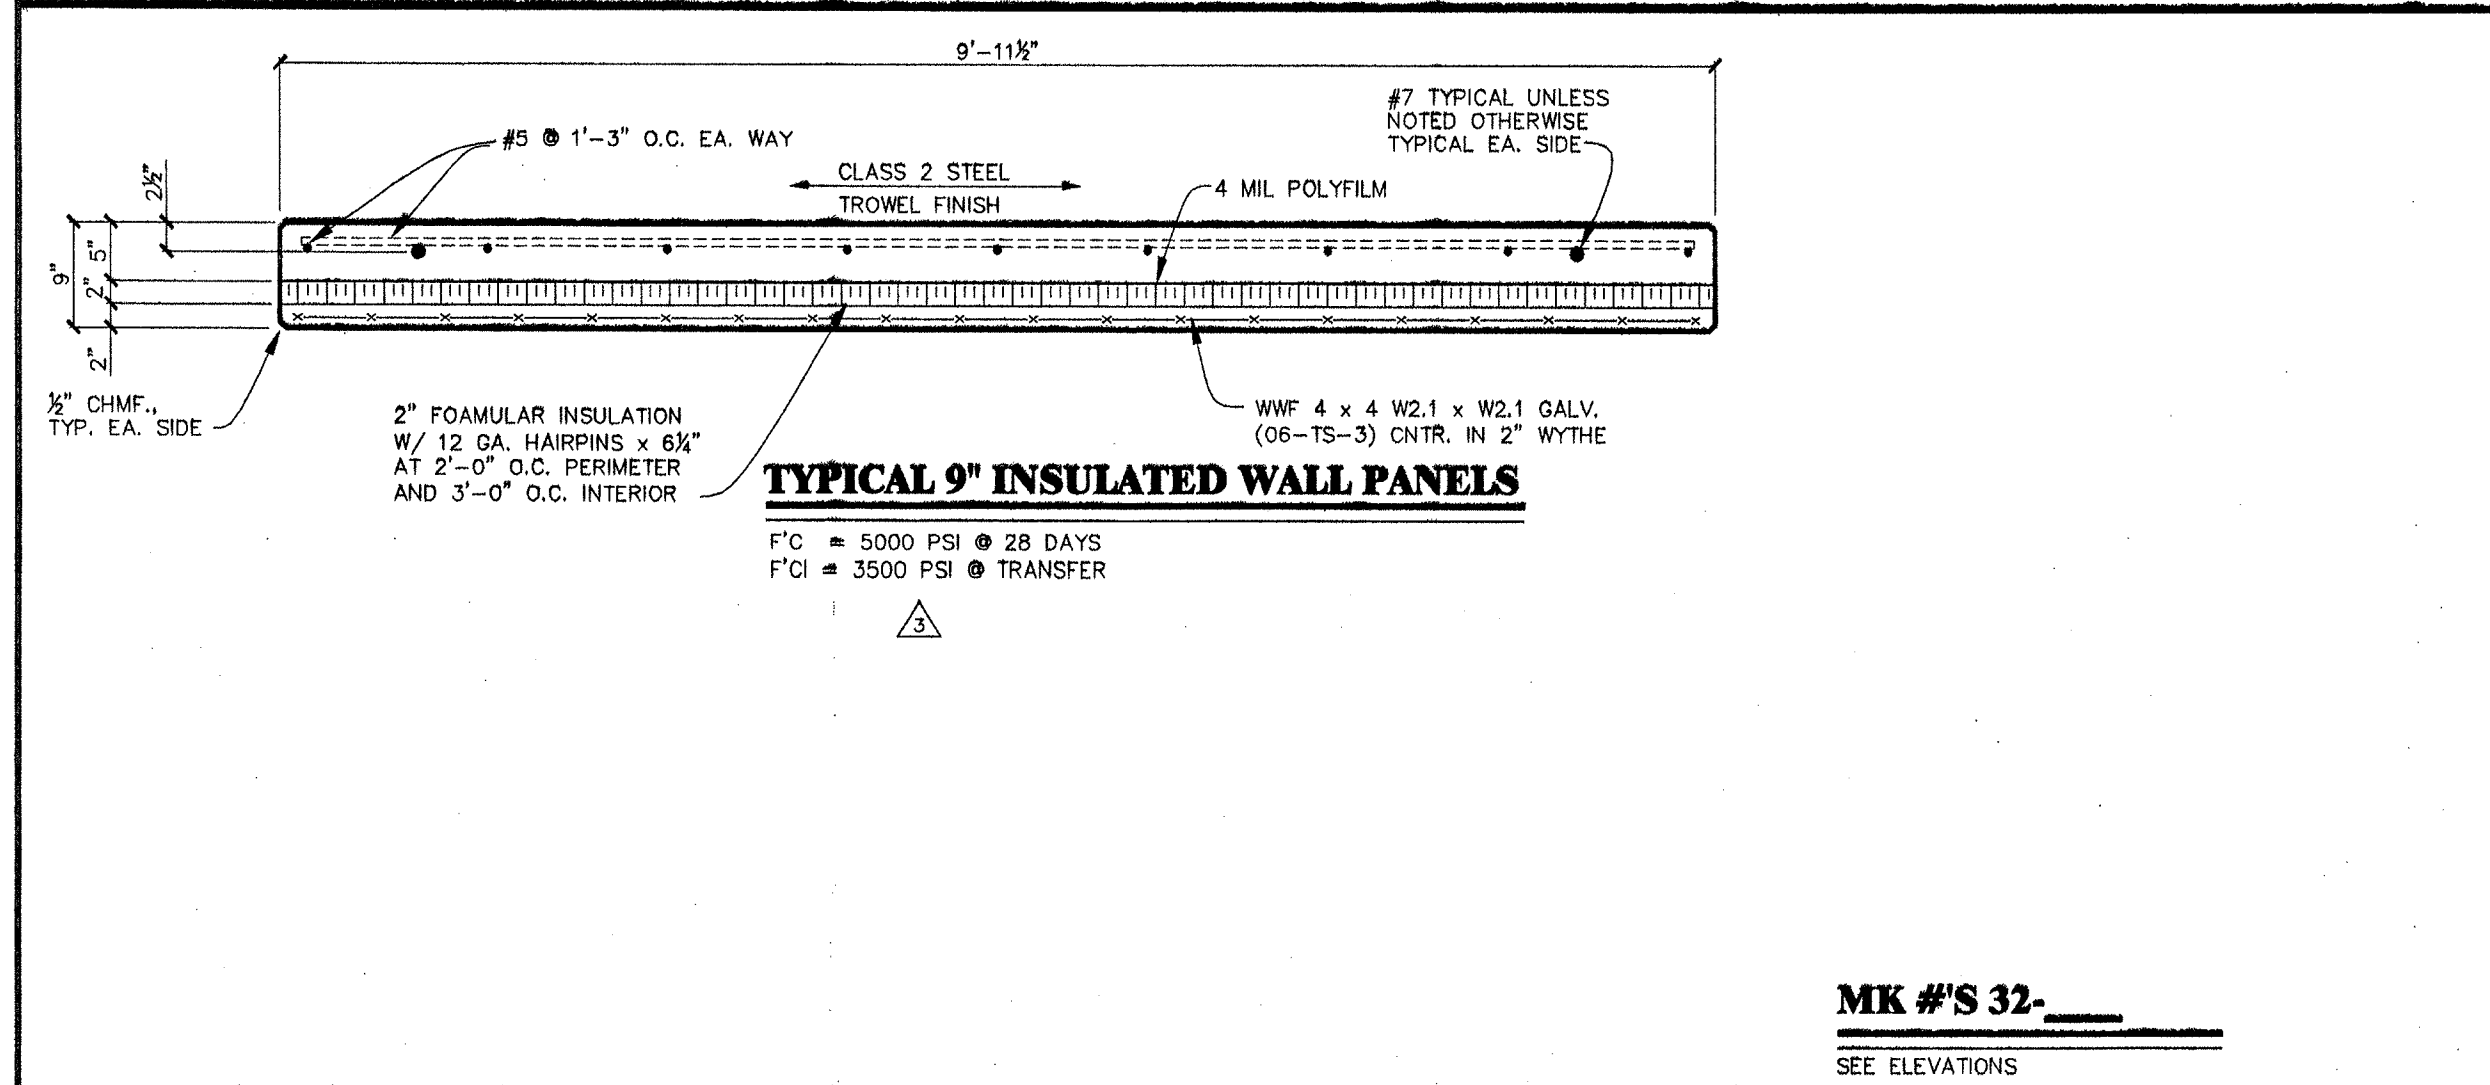 9'-11½"
#7 TYPICAL UNLESS
NOTED OTHERWISE
TYPICAL EA. SIDE
#5 @ 1'-3" O.C. EA. WAY
CLASS 2 STEEL
TROWEL FINISH
4 MIL POLYFILM
2½"
9"
5"
2"
2"
½" CHMF.,
TYP. EA. SIDE
2" FOAMULAR INSULATION
W/ 12 GA. HAIRPINS x 6¼"
AT 2'-0" O.C. PERIMETER
AND 3'-0" O.C. INTERIOR
WWF 4 x 4 W2.1 x W2.1 GALV.
(06-TS-3) CNTR. IN 2" WYTHE
TYPICAL 9" INSULATED WALL PANELS
F'C = 5000 PSI @ 28 DAYS
F'CI = 3500 PSI @ TRANSFER
3
MK #'S 32-____
SEE ELEVATIONS